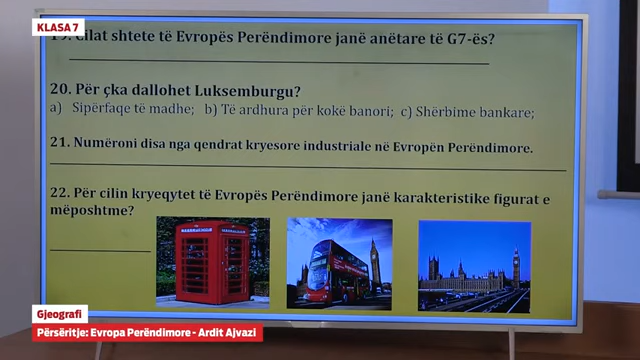 KLASA 7
19. Cilat shtete të Evropës Perëndimore janë anëtare të G7-ës?
20. Për çka dallohet Luksemburgu?
a) Sipërfaqe të madhe; b) Të ardhura për kokë banori; c) Shërbime bankare;
21. Numëroni disa nga qendrat kryesore industriale në Evropën Perëndimore.
22. Për cilin kryeqytet të Evropës Perëndimore janë karakteristike figurat e
mëposhtme?
Gjeografi
Përsëritje: Evropa Perëndimore - Ardit Ajvazi